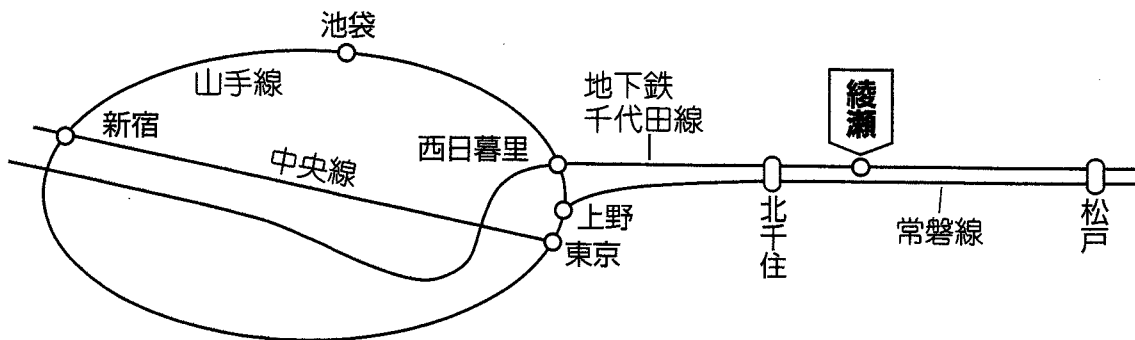 池袋
山手線
新宿
中央線
西日暮里
地下鉄
千代田線
綾瀬
上野
東京
北千住
常磐線
松戸